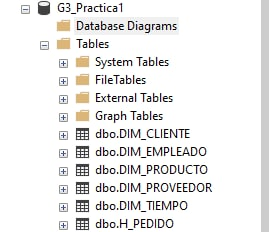 G3_Practica1
Database Diagrams
Tables
System Tables
FileTables
External Tables
Graph Tables
dbo.DIM_CLIENTE
dbo.DIM_EMPLEADO
dbo.DIM_PRODUCTO
dbo.DIM_PROVEEDOR
dbo.DIM_TIEMPO
dbo.H_PEDIDO